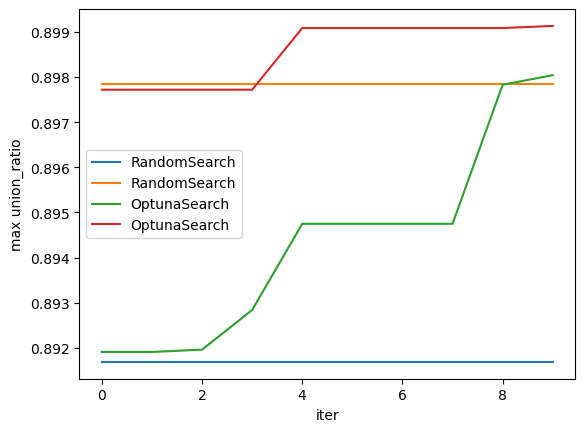 max union_ratio
0.899
0.898
0.897
0.896
0.895
0.894
0.893
0.892
RandomSearch
RandomSearch
OptunaSearch
OptunaSearch
0
2
4
6
8
iter